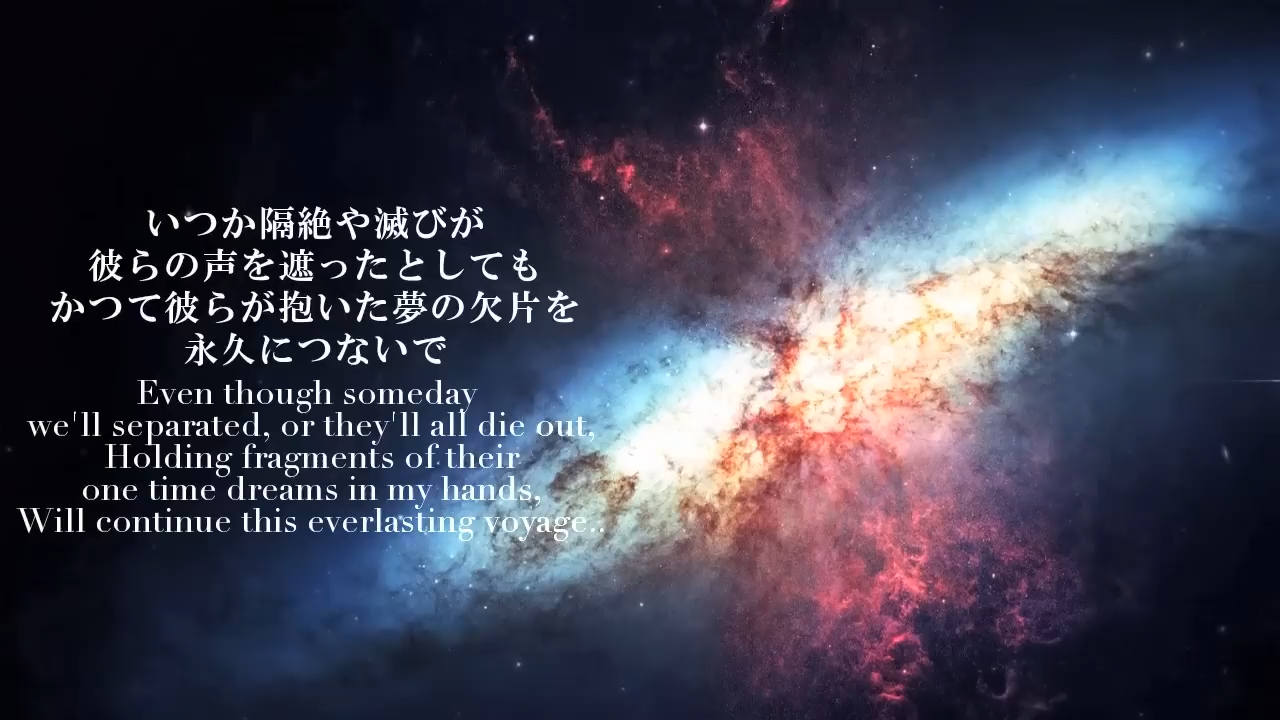 いつか隔絶や滅びが
彼らの声を遮ったとしても
かつて彼らが抱いた夢の欠片を
永久につないで
Even though someday
we'll separated, or they'll all die out,
Holding fragments of their
one time dreams in my hands,
Will continue this everlasting voyage..